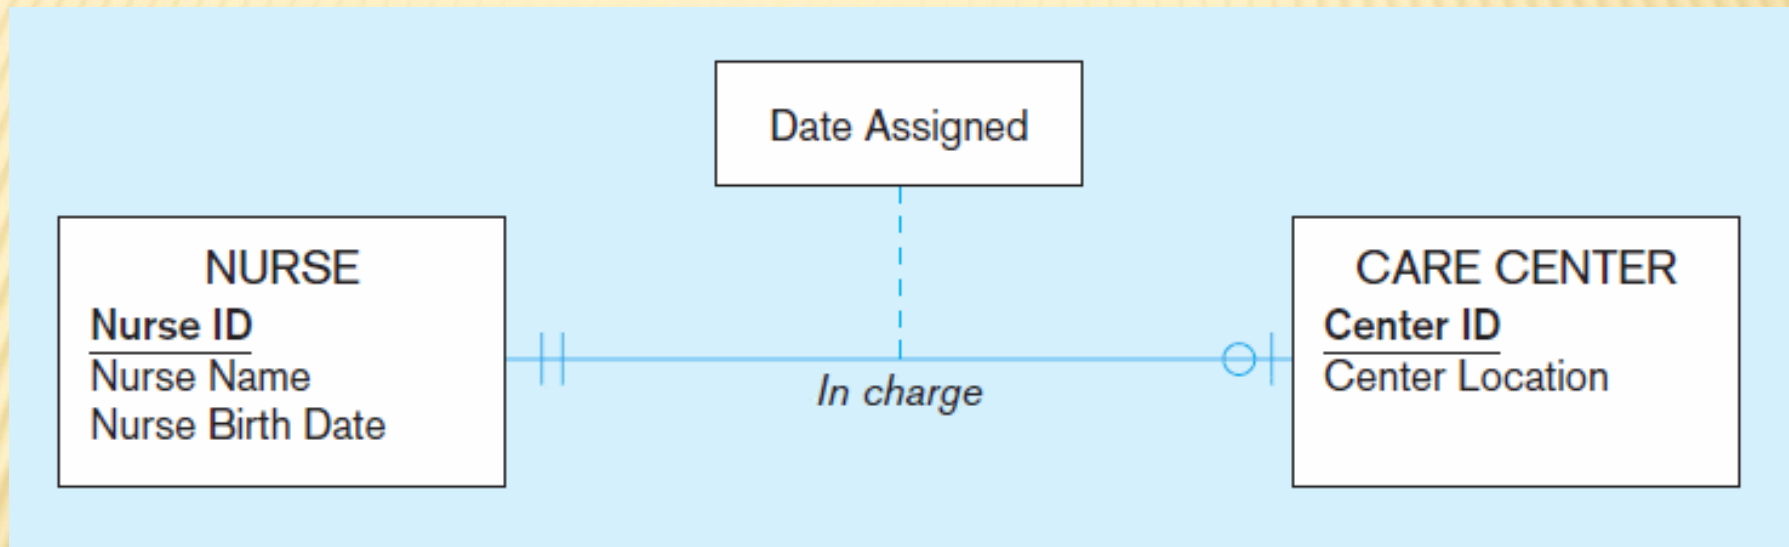 Date Assigned
NURSE
Nurse ID
Nurse Name
Nurse Birth Date
In charge
CARE CENTER
Center ID
Center Location